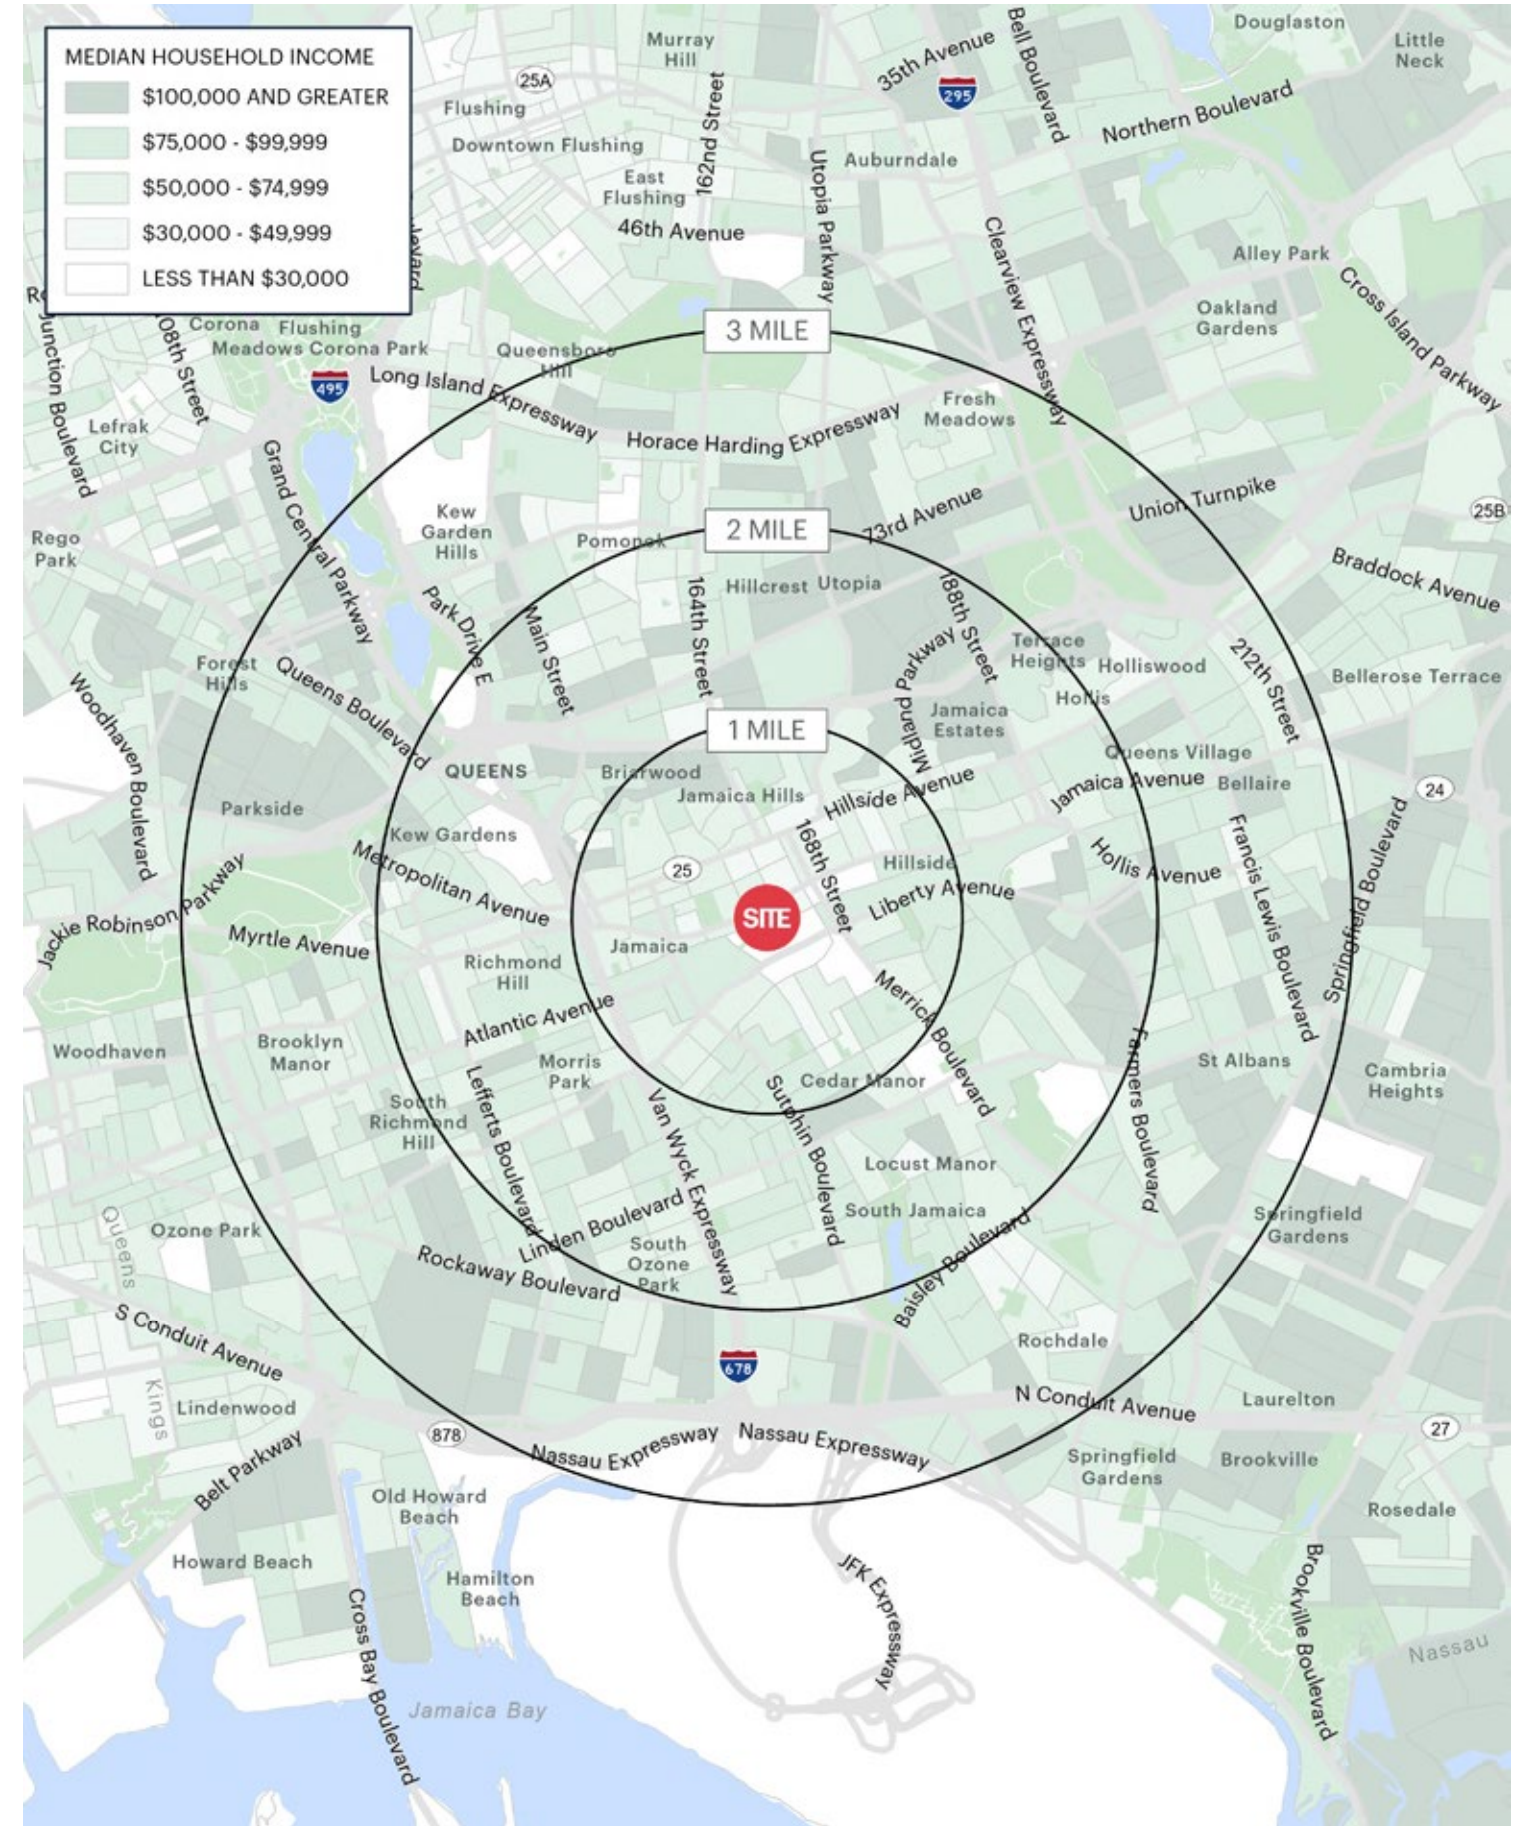 MEDIAN HOUSEHOLD INCOME
$100,000 AND GREATER
$75,000 - $99,999
$50,000 - $74,999
$30,000 - $49,999
LESS THAN $30,000
Douglaston
Little
Neck
Murray
Hill
35th Avenue
Bell Boulevard
295
25A
Flushing
Northern Boulevard
162nd Street
Downtown Flushing
Auburndale
East
Flushing
Utopia Parkway
46th Avenue
Clearview Expressway
Alley Park
Cross Island Parkway
Oakland
Gardens
Corona
Flushing
Meadows Corona Park
3 MILE
Queensboro
Hill
Junction Boulevard
108th Street
495
Long Island Expressway
Horace Harding Expressway
Fresh
Meadows
Lefrak
City
Grand Central Parkway
Union Turnpike
25B
Kew
Garden
Hills
2 MILE
73rd Avenue
Pomonok
Rego
Park
Braddock Avenue
Hillcrest
Utopia
188th Street
164th Street
Park Drive E
Main Street
Midland Parkway
Terrace
Heights
Holliswood
212th Street
Bellerose Terrace
Forest
Hills
Queens Boulevard
Hollis
Woodhaven Boulevard
Jamaica
Estates
1 MILE
Queens Village
QUEENS
Briarwood
Jamaica Hills
Hillside Avenue
Jamaica Avenue
Bellaire
24
Parkside
Kew Gardens
168th Street
Hillside
Hollis Avenue
Francis Lewis Boulevard
Springfield Boulevard
Metropolitan Avenue
25
Liberty Avenue
Jackie Robinson Parkway
SITE
Myrtle Avenue
Jamaica
Richmond
Hill
Merrick Boulevard
Atlantic Avenue
Woodhaven
Brooklyn
Manor
Morris
Park
Cedar Manor
Farmers Boulevard
St Albans
Cambria
Heights
South
Richmond
Hill
Lefferts Boulevard
Van Wyck Expressway
Sutphin Boulevard
Locust Manor
Queens
Ozone Park
Linden Boulevard
South Jamaica
Springfield
Gardens
South
Ozone
Park
Rockaway Boulevard
Baisley Boulevard
S Conduit Avenue
Rochdale
678
Kings
Lindenwood
N Conduit Avenue
Laurelton
878
Nassau Expressway
Nassau Expressway
27
Belt Parkway
Springfield
Gardens
Brookville
Old Howard
Beach
Rosedale
Howard Beach
Hamilton
Beach
JFK Expressway
Brookville Boulevard
Cross Bay Boulevard
Nassau
Jamaica Bay